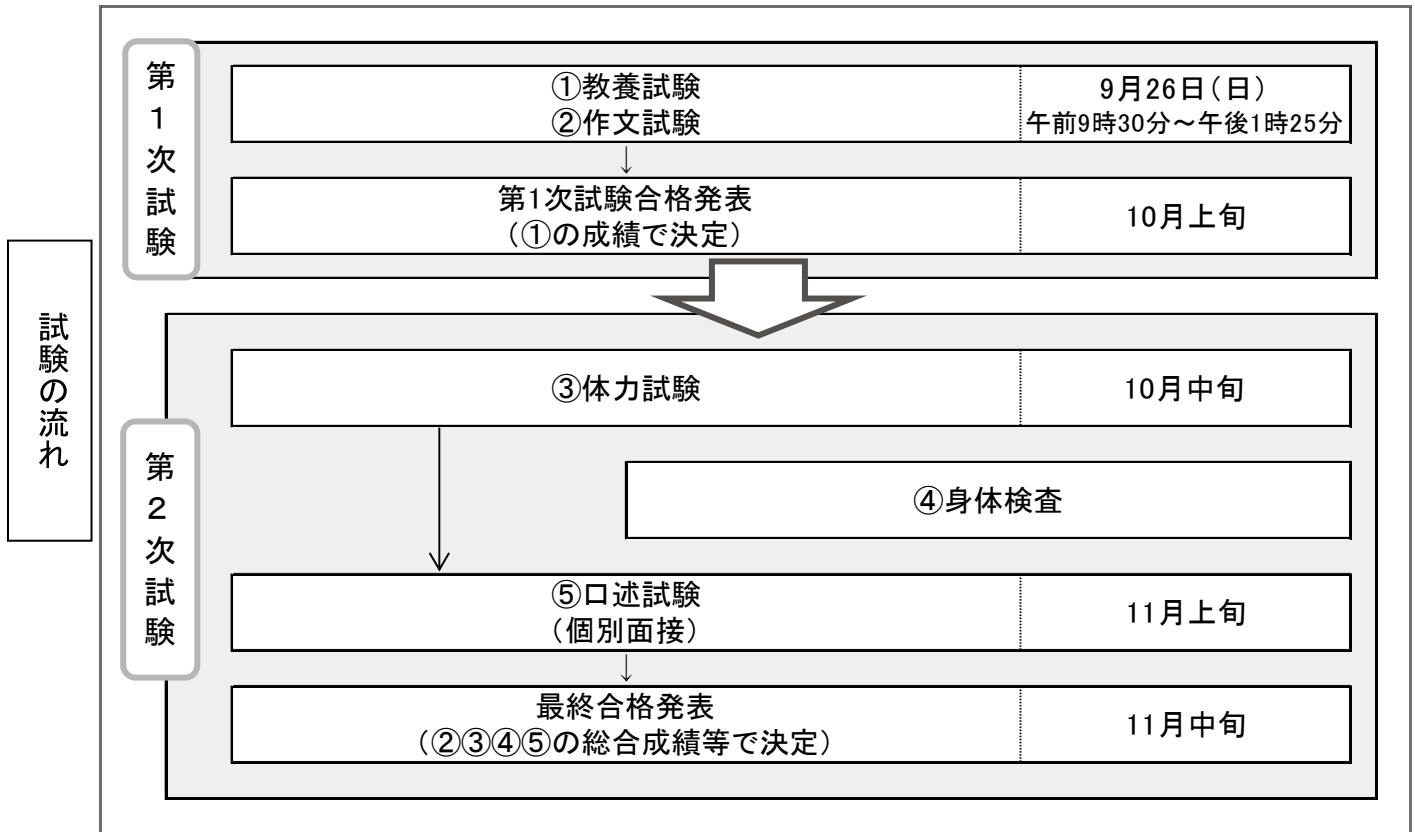 試験の流れ
第1次試験
①教養試験
②作文試験
9月26日(日)
午前9時30分～午後1時25分
↓
第1次試験合格発表
（①の成績で決定）
10月上旬
第2次試験
③体力試験
10月中旬
④身体検査
⑤口述試験
（個別面接）
11月上旬
↓
最終合格発表
（②③④⑤の総合成績等で決定）
11月中旬